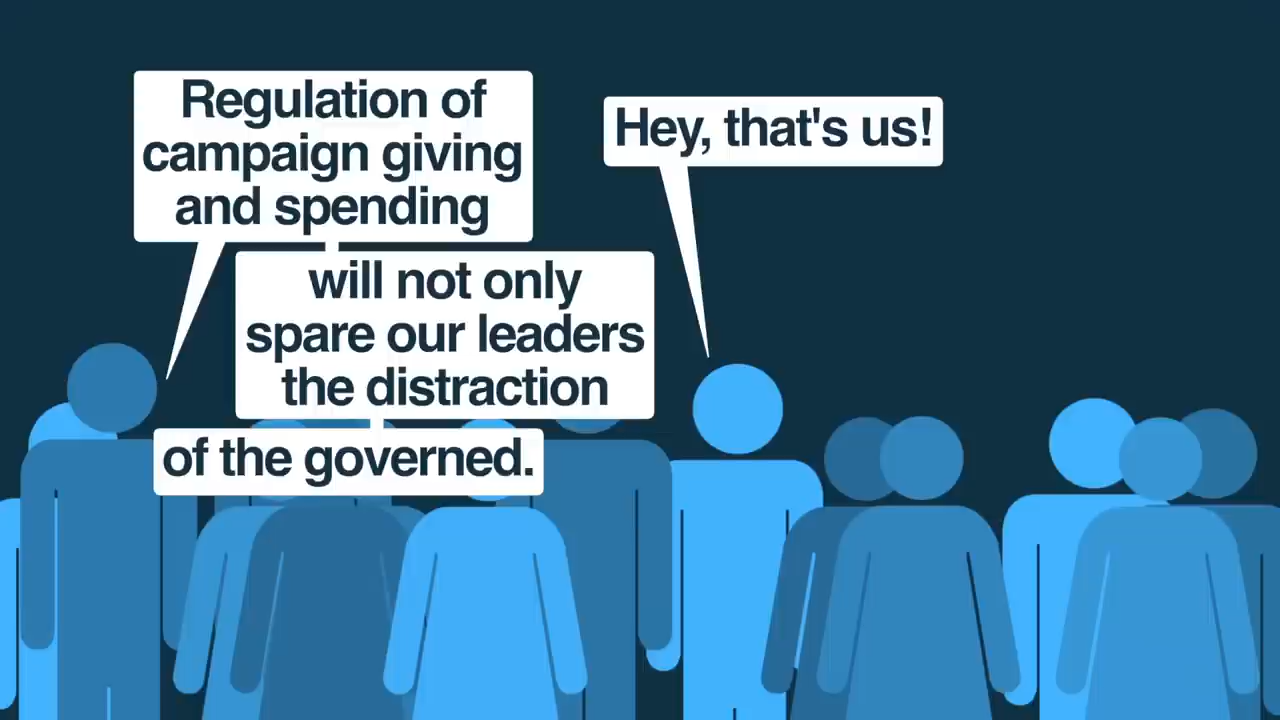 Regulation of
campaign giving
and spending
will not only
spare our leaders
the distraction
of the governed.
Hey, that's us!